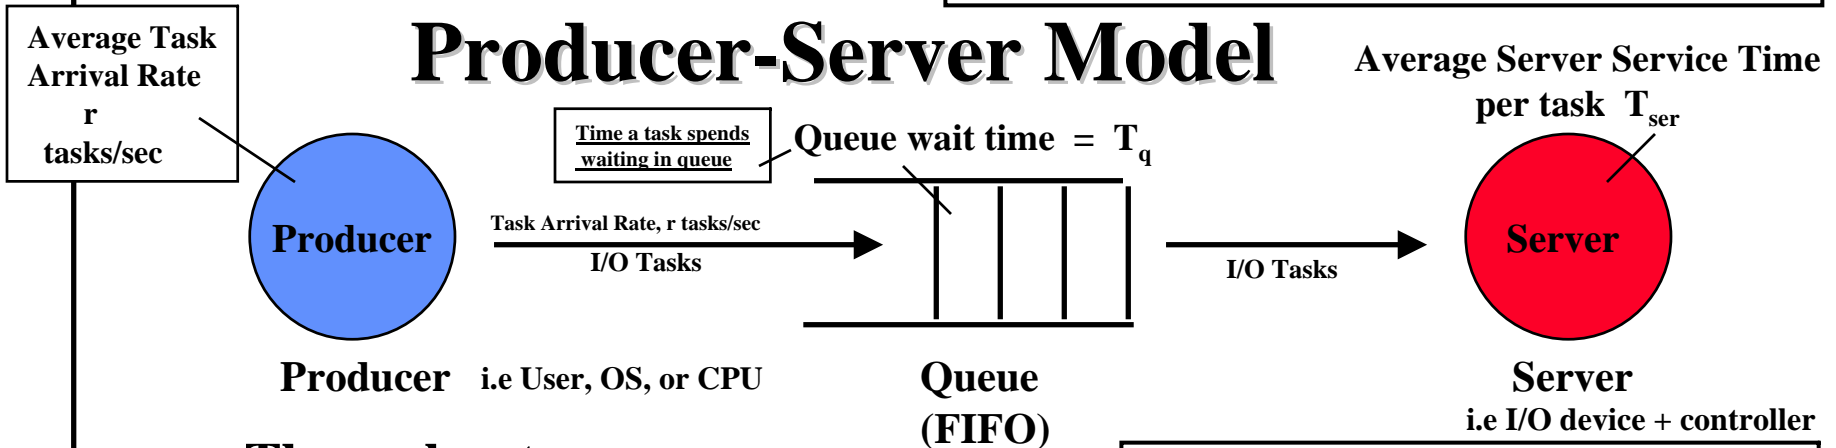 Average Task
Arrival Rate
r
tasks/sec
Producer-Server Model
Average Server Service Time
per task T_ser
Time a task spends
waiting in queue
Queue wait time = T_q
Producer
Task Arrival Rate, r tasks/sec
I/O Tasks
I/O Tasks
Server
Producer i.e User, OS, or CPU
Queue
(FIFO)
Server
i.e I/O device + controller